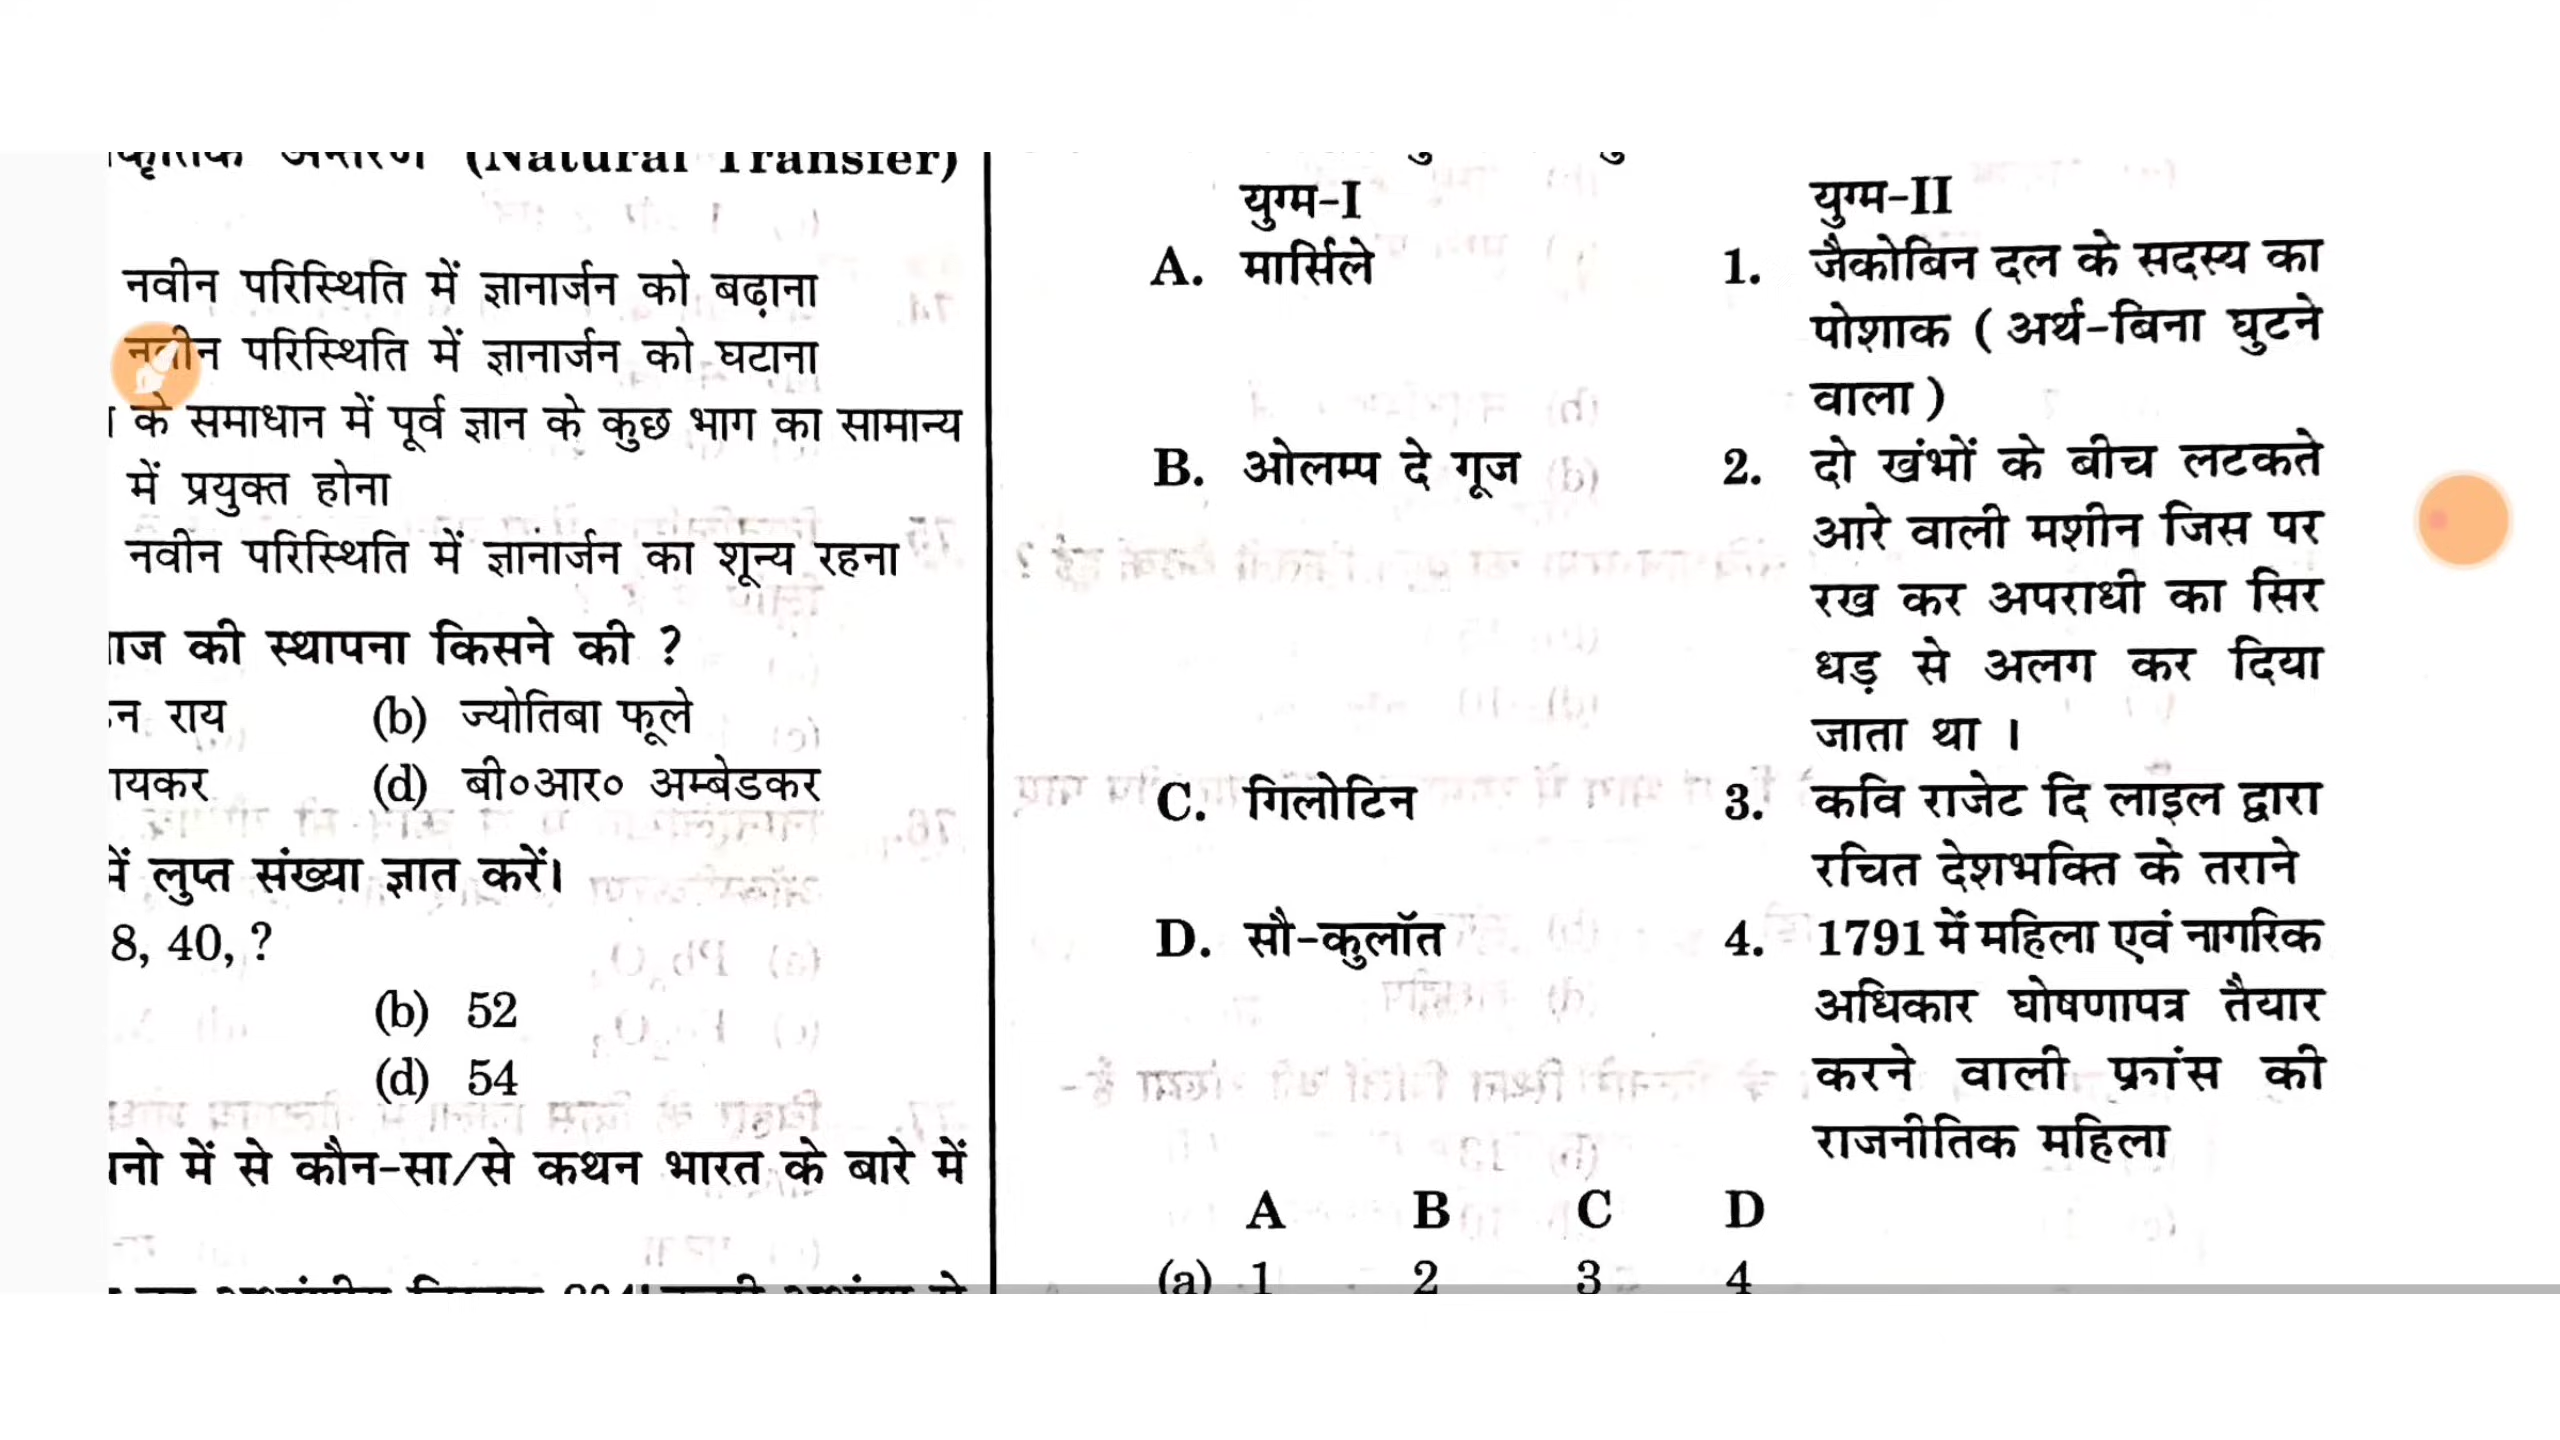 (Natural Transfer)
नवीन परिस्थिति में ज्ञानार्जन को बढ़ाना
नवीन परिस्थिति में ज्ञानार्जन को घटाना
के समाधान में पूर्व ज्ञान के कुछ भाग का सामान्य
में प्रयुक्त होना
नवीन परिस्थिति में ज्ञानार्जन का शून्य रहना
की स्थापना किसने की ?
राय (b) ज्योतिबा फूले
(d) बी०आर० अम्बेडकर
में लुप्त संख्या ज्ञात करें।
8, 40, ?
(b) 52
(d) 54
में से कौन-सा/से कथन भारत के बारे में
युग्म-I युग्म-II
A. मार्सिले 1. जैकोबिन दल के सदस्य का
पोशाक ( अर्थ-बिना घुटने
वाला )
B. ओलम्प दे गूज 2. दो खंभों के बीच लटकते
आरे वाली मशीन जिस पर
रख कर अपराधी का सिर
धड़ से अलग कर दिया
जाता था ।
C. गिलोटिन 3. कवि राजेट दि लाइल द्वारा
रचित देशभक्ति के तराने
D. सौ-कुलॉत 4. 1791 में महिला एवं नागरिक
अधिकार घोषणापत्र तैयार
करने वाली फ्रांस की
राजनीतिक महिला
A B C D
(a) 1 2 3 4